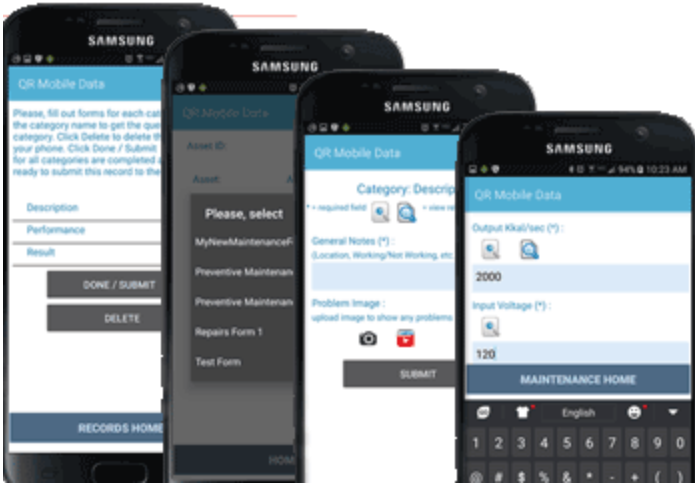 SAMSUNG
QR Mobile Data
Please, fill out forms for each
the category name to get the
category. Click Delete to delete
your phone. Click Done / Submit
for all categories are completed
ready to submit this record to
Description
Performance
Result
DONE / SUBMIT
DELETE
RECORDS HOME
SAMSUNG
QR Mobile Data
Asset ID:
Asset:
Please, select
MyNewMaintenanceF
Preventive Maintenan
Preventive Maintenan
Repairs Form 1
Test Form
HOM
SAMSUNG
QR Mobile Data
Category: Descrip
* = required field = view
General Notes (*) :
(Location, Working/Not Working, etc.
Problem Image :
upload image to show any problems
SUBMIT
SAMSUNG
94% 10:23 AM
QR Mobile Data
Output Kkal/sec (*) :
2000
Input Voltage (*) :
120
MAINTENANCE HOME
English
1 2 3 4 5 6 7 8 9 0
@ # $ % & * - + ( )